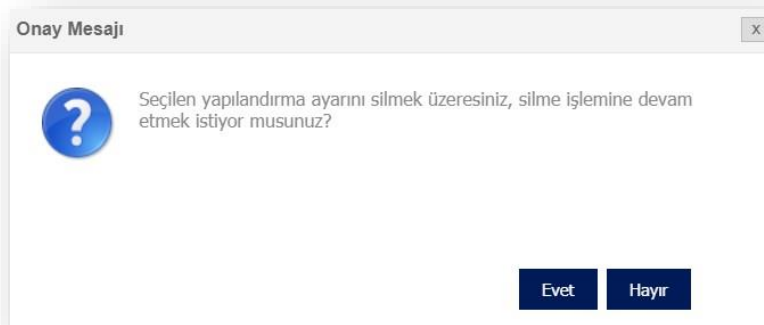 Onay Mesajı
X
Seçilen yapılandırma ayarını silmek üzeresiniz, silme işlemine devam
etmek istiyor musunuz?
Evet Hayır